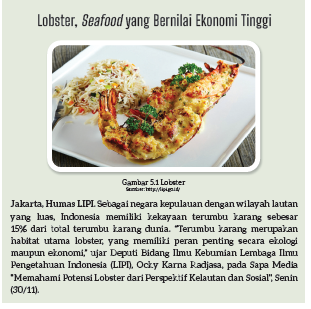 Lobster, Seafood yang Bernilai Ekonomi Tinggi
Gambar 5.1 Lobster
Sumber: http://lipi.go.id/
Jakarta, Humas LIPI. Sebagai negara kepulauan dengan wilayah lautan
yang luas, Indonesia memiliki kekayaan terumbu karang sebesar
15% dari total terumbu karang dunia. "Terumbu karang merupakan
habitat utama lobster, yang memiliki peran penting secara ekologi
maupun ekonomi," ujar Deputi Bidang Ilmu Kebumian Lembaga Ilmu
Pengetahuan Indonesia (LIPI), Ocky Karna Radjasa, pada Sapa Media
"Memahami Potensi Lobster dari Perspektif Kelautan dan Sosial", Senin
(30/11).